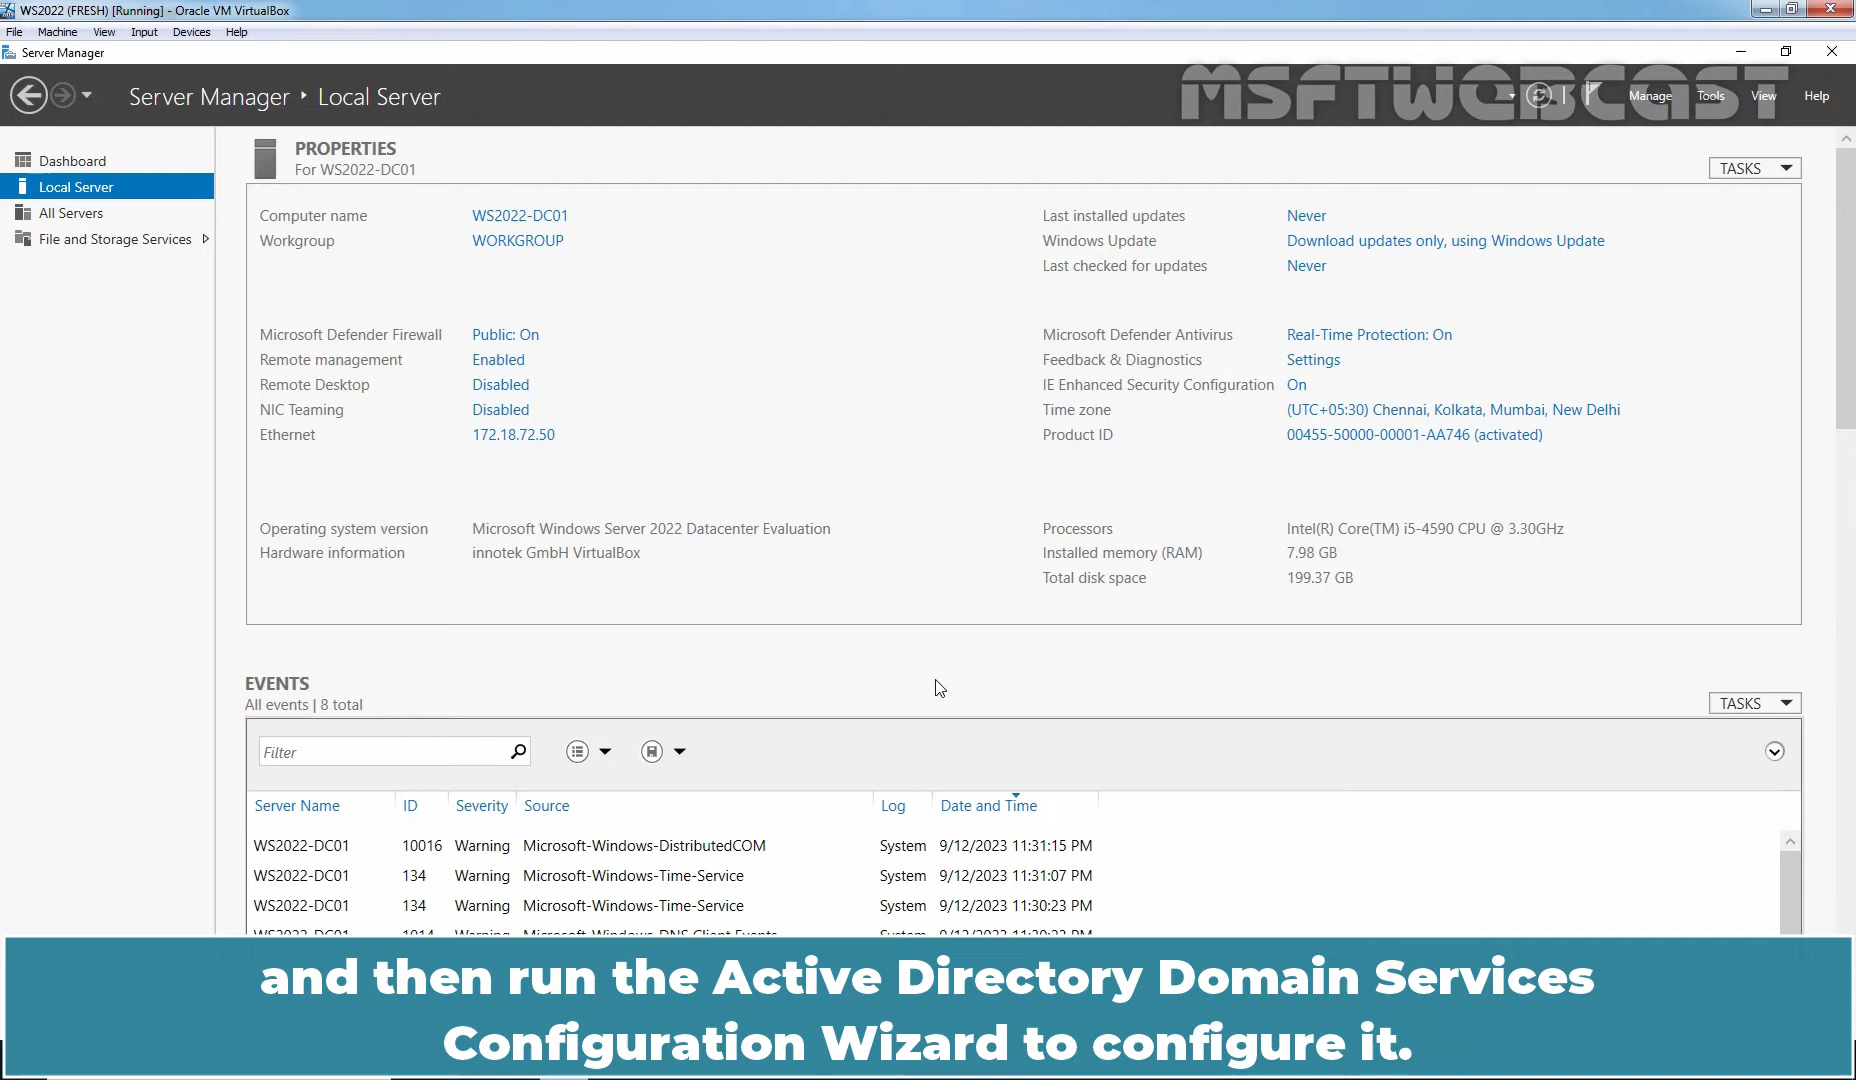 WS2022 (FRESH) [Running] - Oracle VM VirtualBox
File Machine View Input Devices Help
Server Manager
Server Manager ‣ Local Server
MSFTWEBCAST
Manage Tools View Help
Dashboard
Local Server
All Servers
File and Storage Services
PROPERTIES
For WS2022-DC01
TASKS
Computer name WS2022-DC01
Workgroup WORKGROUP
Last installed updates Never
Windows Update Download updates only, using Windows Update
Last checked for updates Never
Microsoft Defender Firewall Public: On
Remote management Enabled
Remote Desktop Disabled
NIC Teaming Disabled
Ethernet 172.18.72.50
Microsoft Defender Antivirus Real-Time Protection: On
Feedback & Diagnostics Settings
IE Enhanced Security Configuration On
Time zone (UTC+05:30) Chennai, Kolkata, Mumbai, New Delhi
Product ID 00455-50000-00001-AA746 (activated)
Operating system version Microsoft Windows Server 2022 Datacenter Evaluation
Hardware information innotek GmbH VirtualBox
Processors Intel(R) Core(TM) i5-4590 CPU @ 3.30GHz
Installed memory (RAM) 7.98 GB
Total disk space 199.37 GB
EVENTS
All events | 8 total
TASKS
Filter
Server Name ID Severity Source Log Date and Time
WS2022-DC01 10016 Warning Microsoft-Windows-DistributedCOM System 9/12/2023 11:31:15 PM
WS2022-DC01 134 Warning Microsoft-Windows-Time-Service System 9/12/2023 11:31:07 PM
WS2022-DC01 134 Warning Microsoft-Windows-Time-Service System 9/12/2023 11:30:23 PM
and then run the Active Directory Domain Services
Configuration Wizard to configure it.